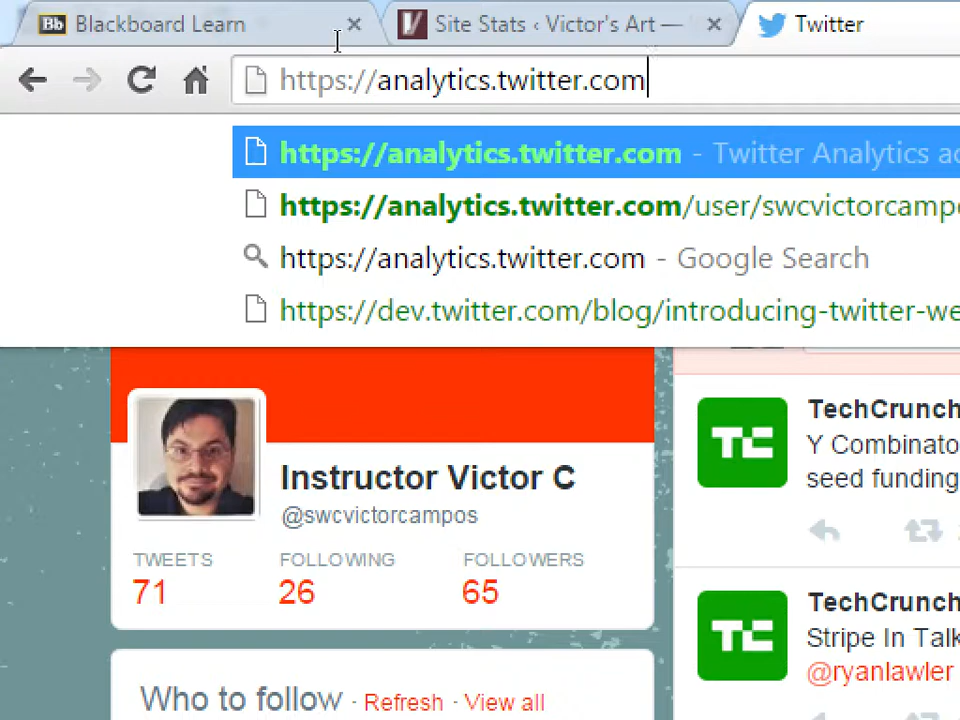 Bb Blackboard Learn
V Site Stats ‹ Victor's Art —
Twitter
https://analytics.twitter.com
https://analytics.twitter.com - Twitter Analytics ac
https://analytics.twitter.com/user/swcvictorcampo
https://analytics.twitter.com - Google Search
https://dev.twitter.com/blog/introducing-twitter-we
Instructor Victor C
@swcvictorcampos
TWEETS FOLLOWING FOLLOWERS
71 26 65
Who to follow · Refresh · View all
TechCrunch
Y Combinato
seed funding
TechCrunch
Stripe In Talk
@ryanlawler